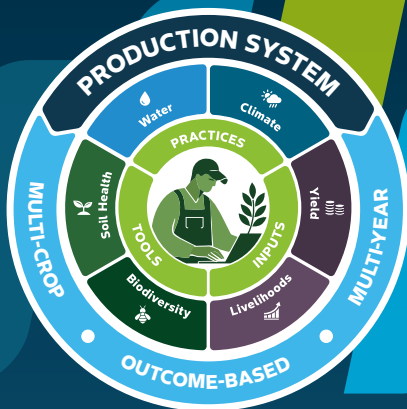 PRODUCTION SYSTEM
Water
Climate
PRACTICES
Soil Health
Yield
MULTI-CROP
MULTI-YEAR
TOOLS
INPUTS
Biodiversity
Livelihoods
OUTCOME-BASED